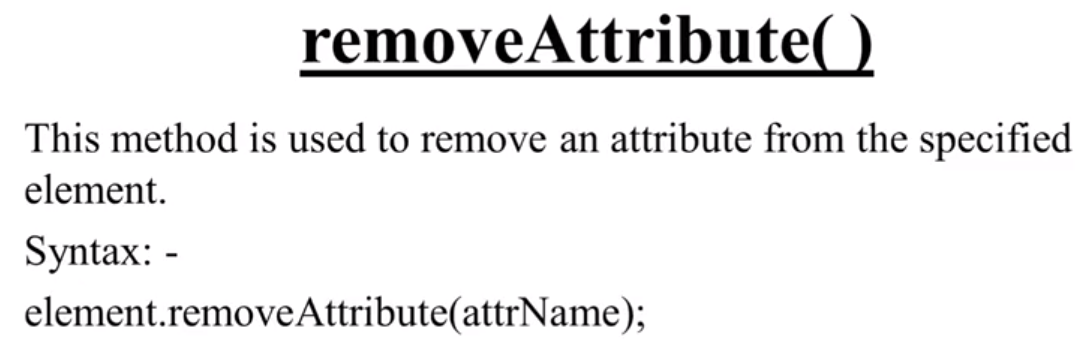 removeAttribute( )
This method is used to remove an attribute from the specified
element.
Syntax: -
element.removeAttribute(attrName);